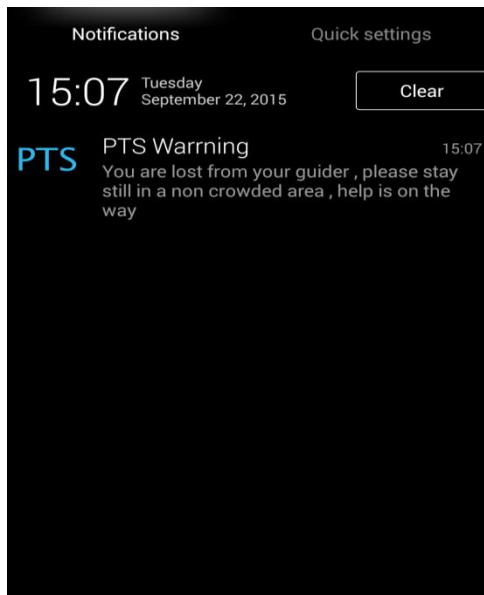 Notifications Quick settings
15:07 Tuesday September 22, 2015 Clear
PTS PTS Warrning 15:07
You are lost from your guider , please stay
still in a non crowded area , help is on the
way